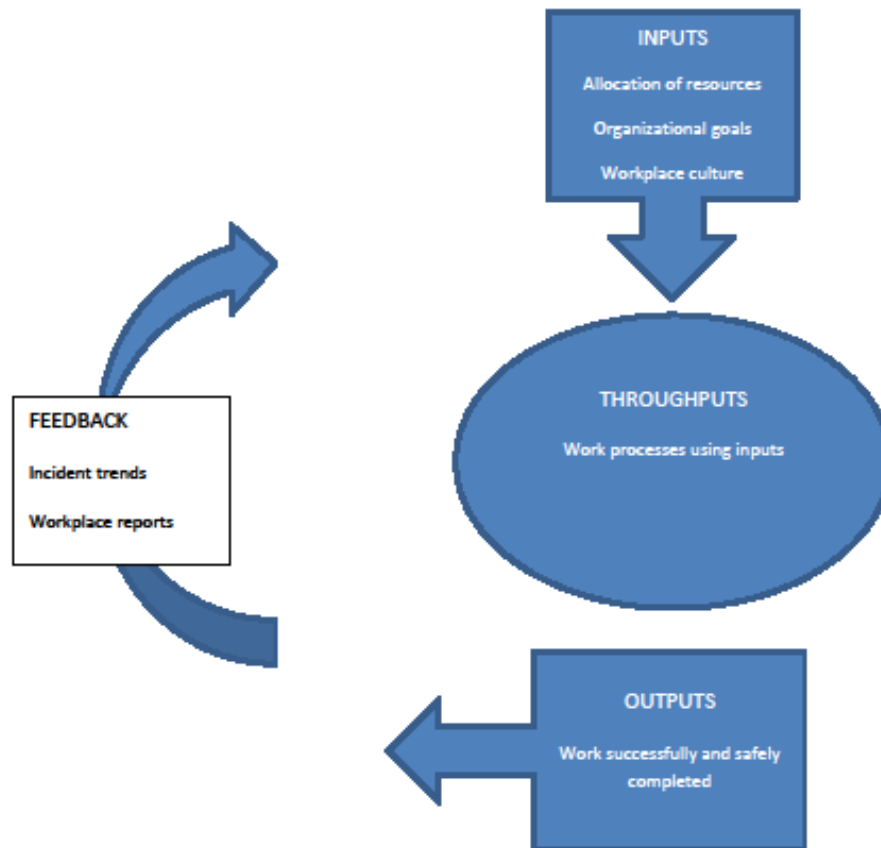 INPUTS
Allocation of resources
Organizational goals
Workplace culture
THROUGHPUTS
Work processes using inputs
FEEDBACK
Incident trends
Workplace reports
OUTPUTS
Work successfully and safely
completed